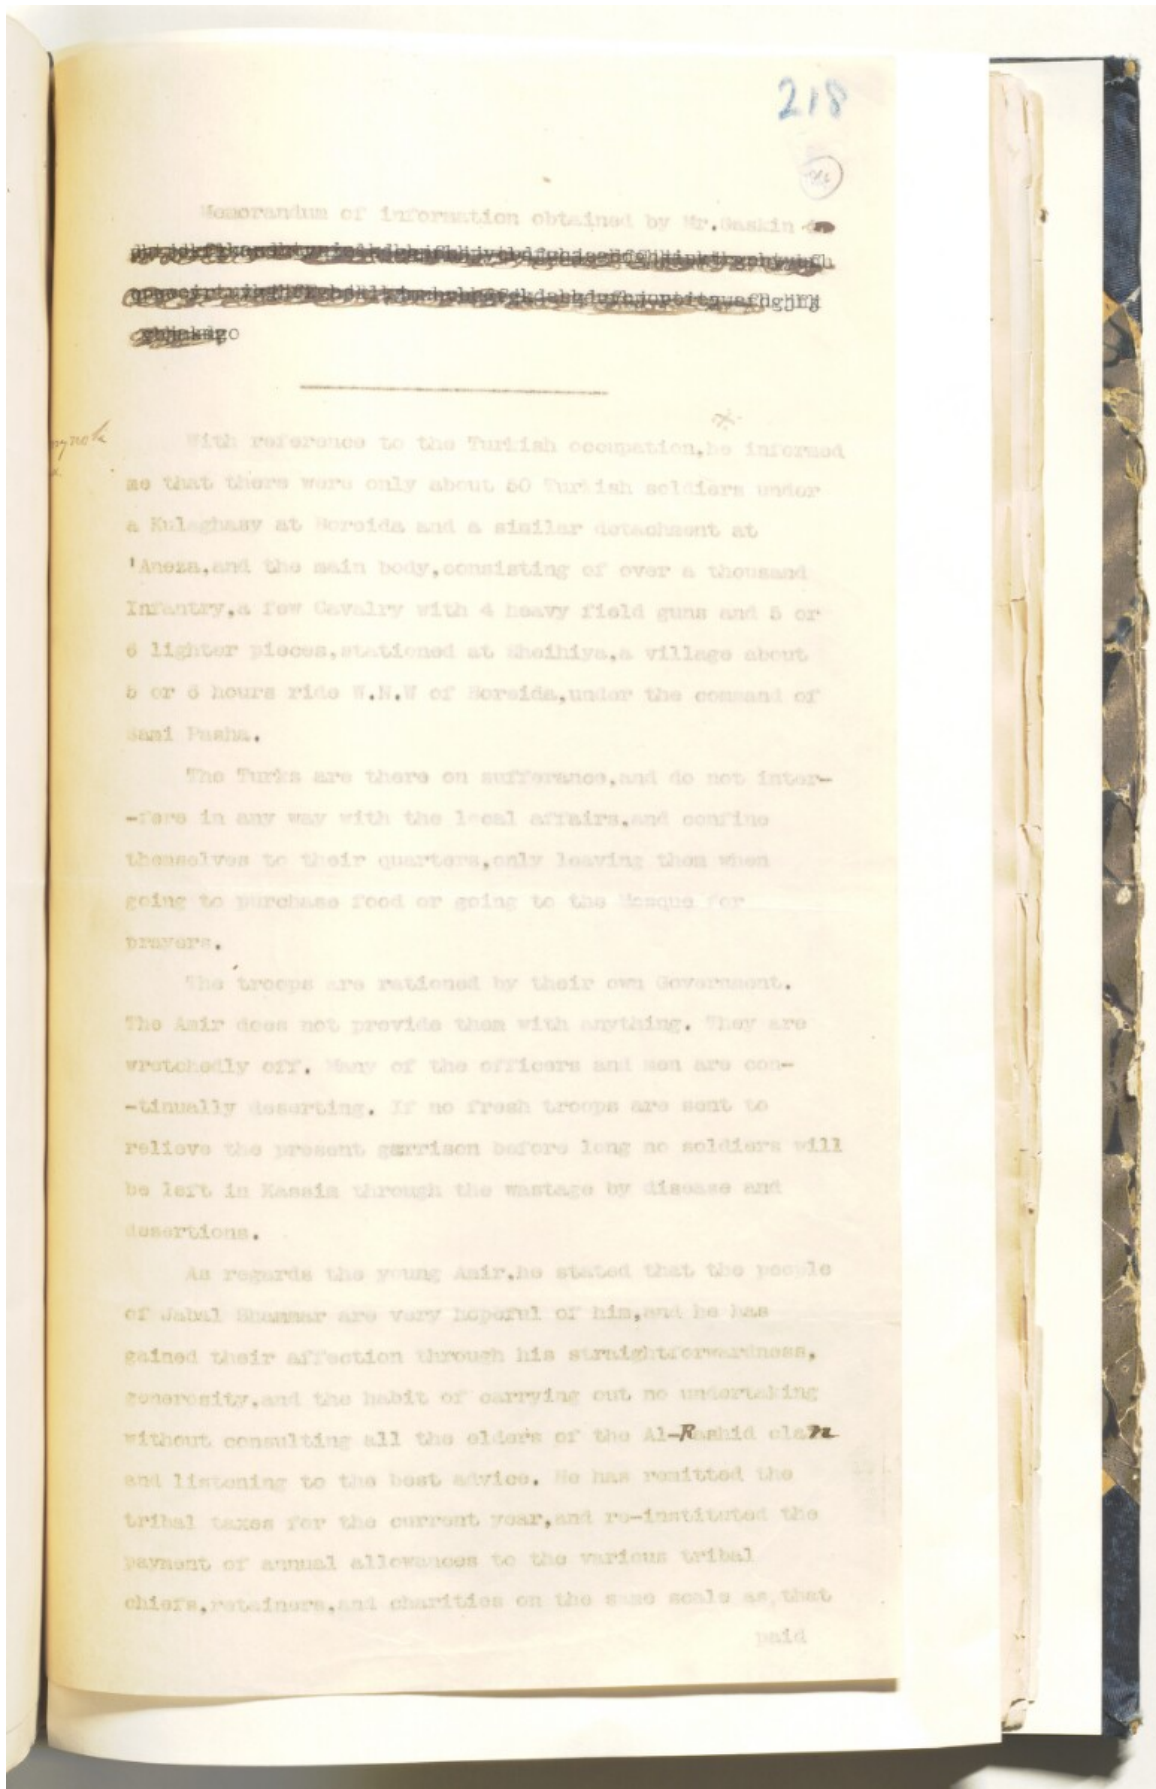 218
Memorandum of information obtained by Mr.Gaskin
With reference to the Turkish occupation,he informed
me that there were only about 50 Turkish soldiers under
a Kulaghasy at Boreida and a similar detachment at
'Aneza,and the main body,consisting of over a thousand
Infantry,a few Cavalry with 4 heavy field guns and 5 or
6 lighter pieces,stationed at Sheihiya,a village about
5 or 6 hours ride W.N.W of Boreida,under the command of
Sami Pasha.
The Turks are there on sufferance,and do not inter-
-fere in any way with the local affairs,and confine
themselves to their quarters,only leaving them when
going to purchase food or going to the Mosque for
prayers.
The troops are rationed by their own Government.
The Amir does not provide them with anything. They are
wretchedly off. Many of the officers and men are con-
-tinually deserting. If no fresh troops are sent to
relieve the present garrison before long no soldiers will
be left in Kassim through the wastage by disease and
desertions.
As regards the young Amir,he stated that the people
of Jabal Shammar are very hopeful of him,and he has
gained their affection through his straightforwardness,
generosity,and the habit of carrying out no undertaking
without consulting all the elders of the Al-Rashid clan
and listening to the best advice. He has remitted the
tribal taxes for the current year,and re-instituted the
payment of annual allowances to the various tribal
chiefs,retainers,and charities on the same scale as that
paid